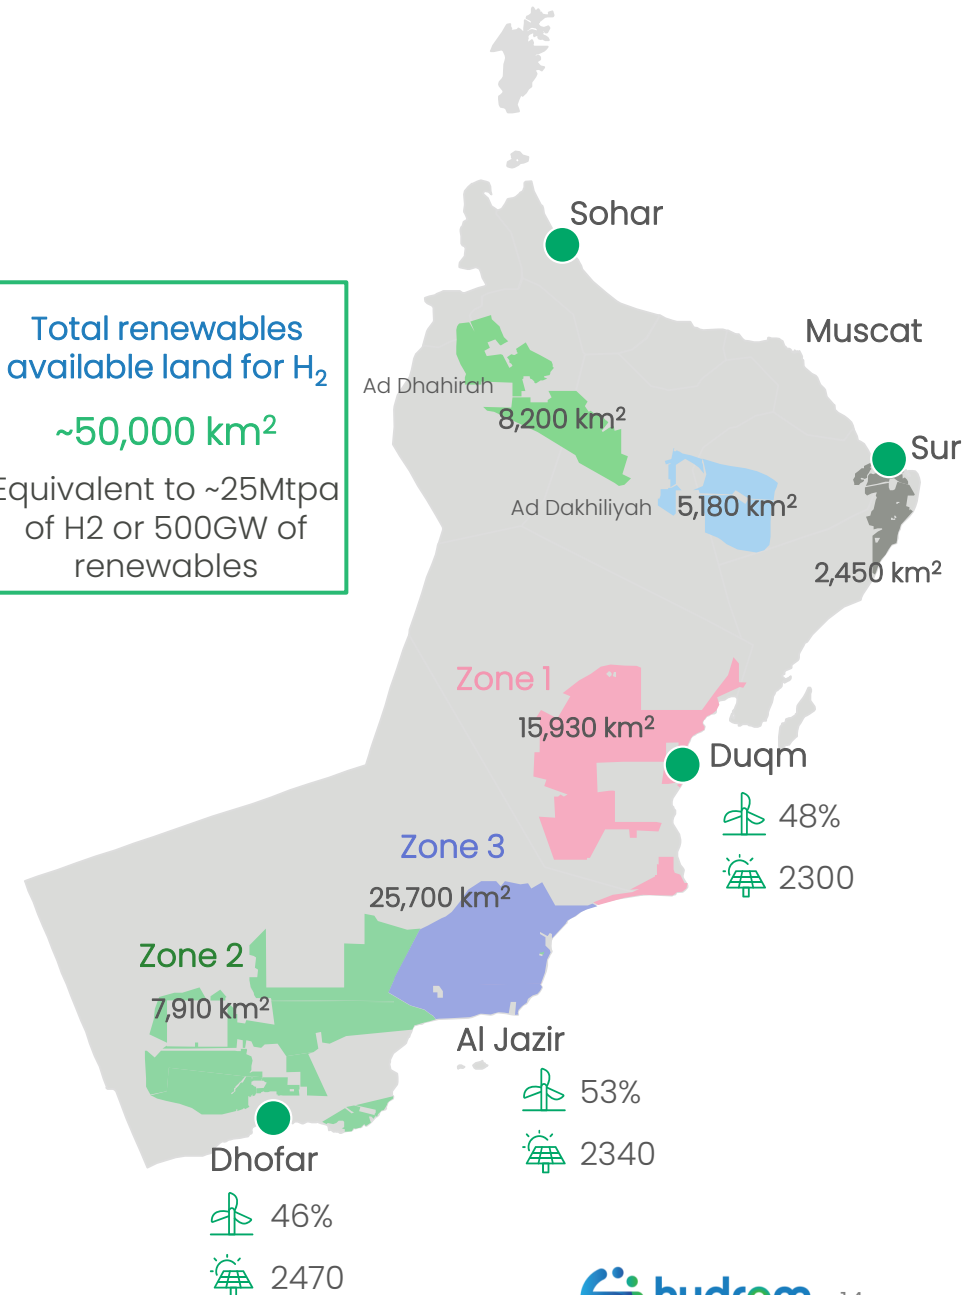 Sohar
Total renewables
available land for H₂
~50,000 km²
Equivalent to ~25Mtpa
of H2 or 500GW of
renewables
Muscat
Ad Dhahirah
8,200 km²
Sur
Ad Dakhiliyah
5,180 km²
2,450 km²
Zone 1
15,930 km²
Duqm
48%
2300
Zone 3
25,700 km²
Zone 2
7,910 km²
Al Jazir
53%
2340
Dhofar
46%
2470
hydrom
14